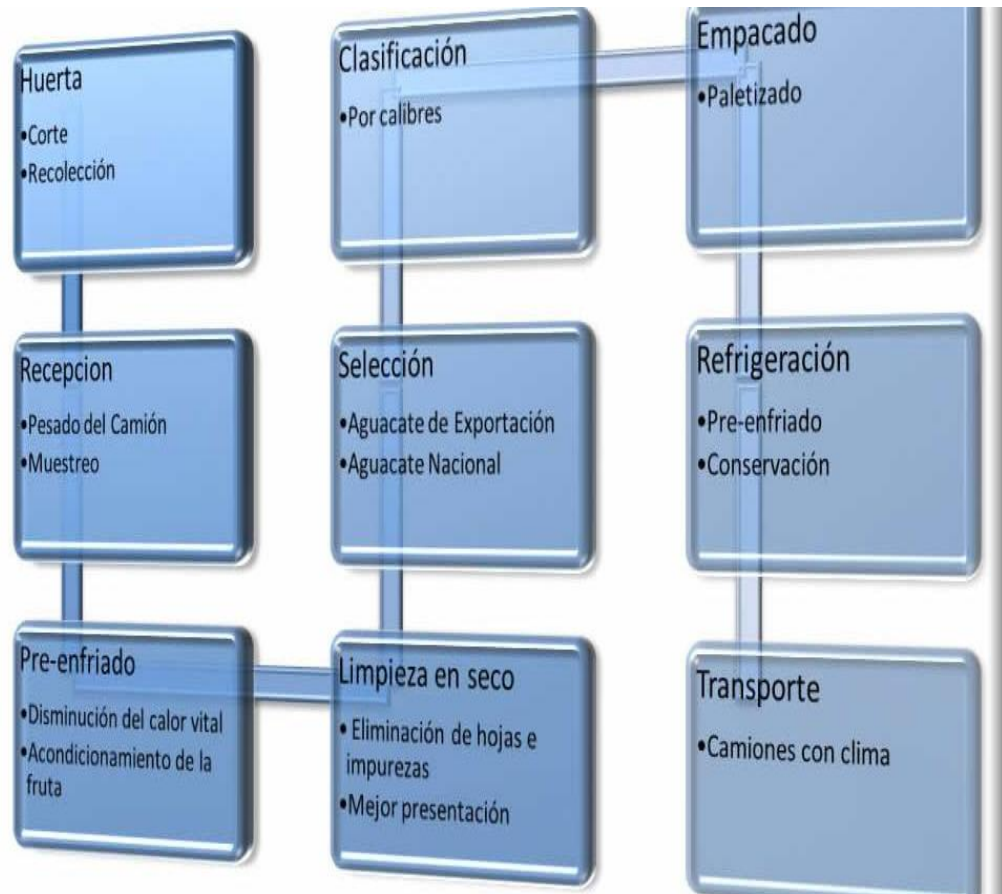 Huerta
•Corte
•Recolección
Recepcion
•Pesado del Camión
•Muestreo
Pre-enfriado
•Disminución del calor vital
•Acondicionamiento de la
fruta
Limpieza en seco
• Eliminación de hojas e
impurezas
•Mejor presentación
Selección
•Aguacate de Exportación
•Aguacate Nacional
Clasificación
•Por calibres
Empacado
•Paletizado
Refrigeración
•Pre-enfriado
•Conservación
Transporte
•Camiones con clima